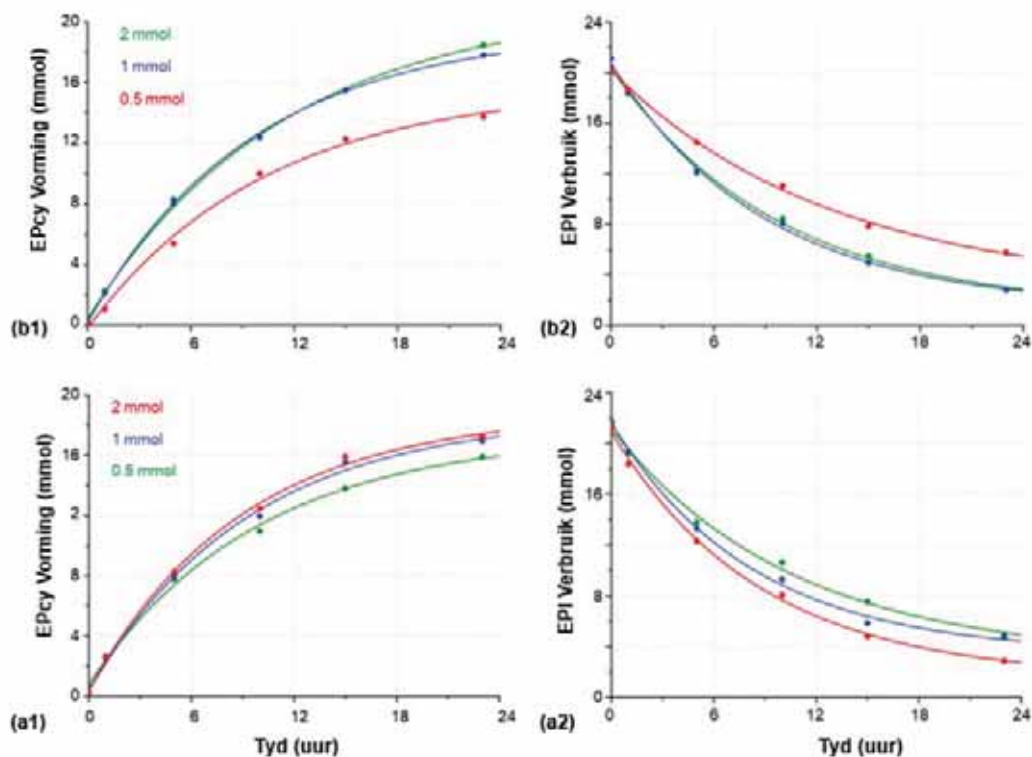 20
2 mmol
1 mmol
0.5 mmol
16
12
8
4
0
EPcy Vorming (mmol)
0 6 12 18 24
(b1)
24
16
8
0
EPI Verbruik (mmol)
0 6 12 18 24
(b2)
20
2 mmol
1 mmol
0.5 mmol
16
2
8
4
0
EPcy Vorming (mmol)
0 6 12 18 24
(a1)
Tyd (uur)
24
16
8
0
EPI Verbruik (mmol)
0 6 12 18 24
(a2)
Tyd (uur)